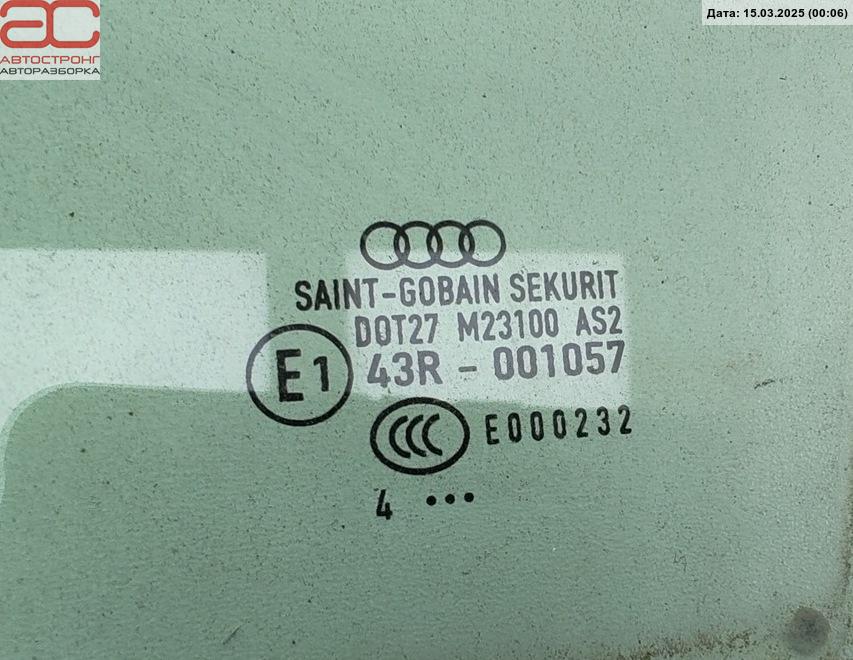 AC
АВТОСТРОНГ
АВТОРАЗБОРКА
Дата: 15.03.2025 (00:06)
SAINT-GOBAIN SEKURIT
DOT27 M23100 AS2
E1 43R - 001057
CCC E000232
4 •••